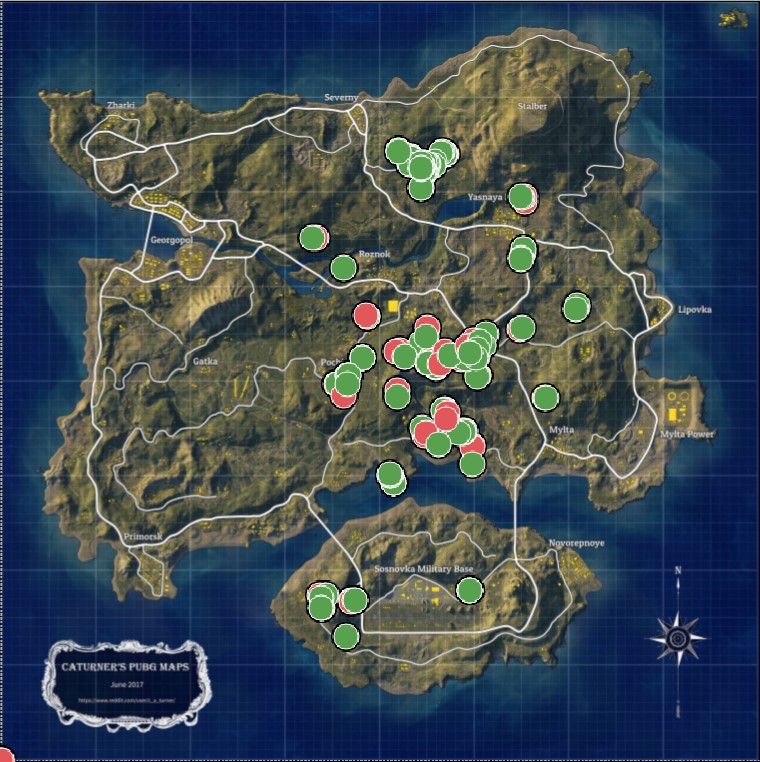 Zharki
Severny
Stalber
Yasnaya
Georgopol
Roznok
Lipovka
Gatka
Poch
Mylta
Mylta Power
Primorsk
Novorepnoye
Sosnovka Military Base
N
CATURNER'S PUBG MAPS
June 2017